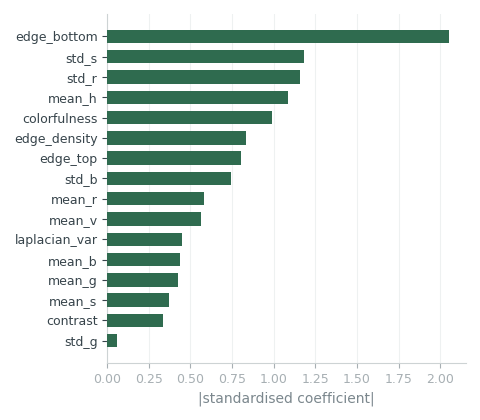 edge_bottom
std_s
std_r
mean_h
colorfulness
edge_density
edge_top
std_b
mean_r
mean_v
laplacian_var
mean_b
mean_g
mean_s
contrast
std_g
0.00 0.25 0.50 0.75 1.00 1.25 1.50 1.75 2.00
|standardised coefficient|